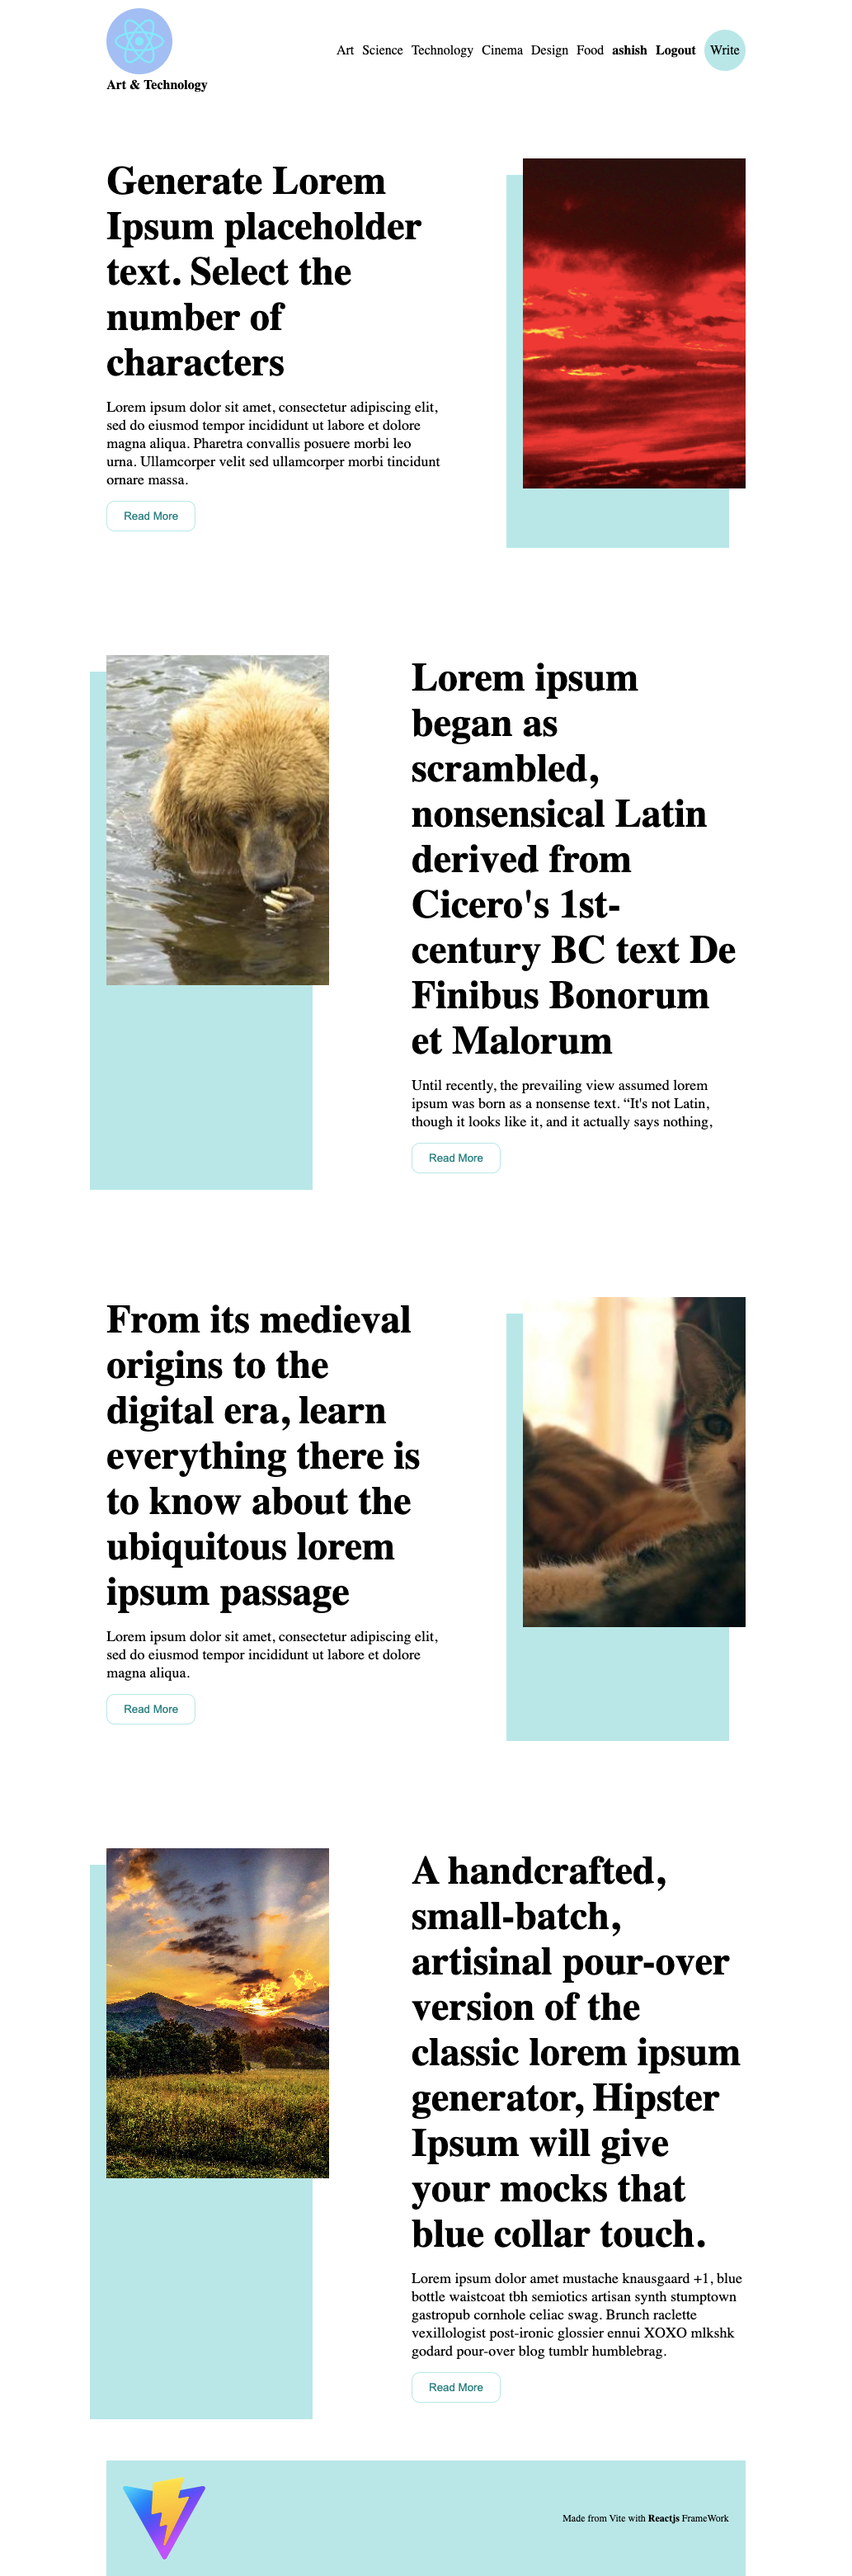 Art Science Technology Cinema Design Food ashish Logout Write
Art & Technology
Generate Lorem
Ipsum placeholder
text. Select the
number of
characters
Lorem ipsum dolor sit amet, consectetur adipiscing elit,
sed do eiusmod tempor incididunt ut labore et dolore
magna aliqua. Pharetra convallis posuere morbi leo
urna. Ullamcorper velit sed ullamcorper morbi tincidunt
ornare massa.
Read More
Lorem ipsum
began as
scrambled,
nonsensical Latin
derived from
Cicero's 1st-
century BC text De
Finibus Bonorum
et Malorum
Until recently, the prevailing view assumed lorem
ipsum was born as a nonsense text. “It's not Latin,
though it looks like it, and it actually says nothing,
Read More
From its medieval
origins to the
digital era, learn
everything there is
to know about the
ubiquitous lorem
ipsum passage
Lorem ipsum dolor sit amet, consectetur adipiscing elit,
sed do eiusmod tempor incididunt ut labore et dolore
magna aliqua.
Read More
A handcrafted,
small-batch,
artisinal pour-over
version of the
classic lorem ipsum
generator, Hipster
Ipsum will give
your mocks that
blue collar touch.
Lorem ipsum dolor amet mustache knausgaard +1, blue
bottle waistcoat tbh semiotics artisan synth stumptown
gastropub cornhole celiac swag. Brunch raclette
vexillologist post-ironic glossier ennui XOXO mlkshk
godard pour-over blog tumblr humblebrag.
Read More
Made from Vite with Reactjs FrameWork